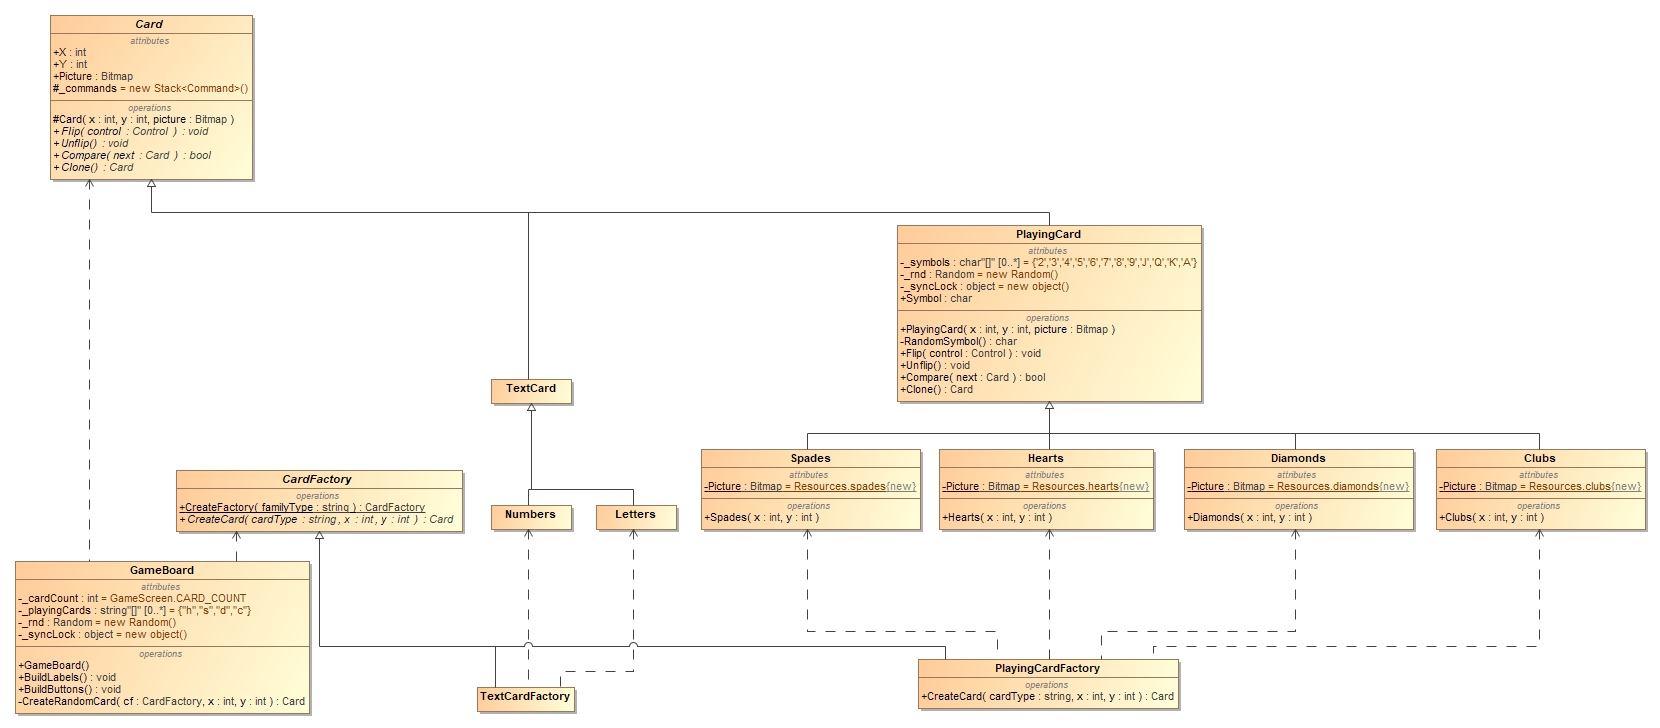 Card
attributes
+X : int
+Y : int
+Picture : Bitmap
#_commands = new Stack<Command>()
operations
#Card( x : int, y : int, picture : Bitmap )
+Flip( control : Control ) : void
+Unflip() : void
+Compare( next : Card ) : bool
+Clone() : Card
PlayingCard
attributes
-_symbols : char"[]" [0..*] = {'2','3','4','5','6','7','8','9','J','Q','K','A'}
-_rnd : Random = new Random()
-_syncLock : object = new object()
+Symbol : char
operations
+PlayingCard( x : int, y : int, picture : Bitmap )
-RandomSymbol() : char
+Flip( control : Control ) : void
+Unflip() : void
+Compare( next : Card ) : bool
+Clone() : Card
TextCard
Spades
attributes
-Picture : Bitmap = Resources.spades{new}
operations
+Spades( x : int, y : int )
Hearts
attributes
-Picture : Bitmap = Resources.hearts{new}
operations
+Hearts( x : int, y : int )
Diamonds
attributes
-Picture : Bitmap = Resources.diamonds{new}
operations
+Diamonds( x : int, y : int )
Clubs
attributes
-Picture : Bitmap = Resources.clubs{new}
operations
+Clubs( x : int, y : int )
CardFactory
operations
+CreateFactory( familyType : string ) : CardFactory
+CreateCard( cardType : string, x : int, y : int ) : Card
Numbers
Letters
GameBoard
attributes
-_cardCount : int = GameScreen.CARD_COUNT
-_playingCards : string"[]" [0..*] = {"h","s","d","c"}
-_rnd : Random = new Random()
-_syncLock : object = new object()
operations
+GameBoard()
+BuildLabels() : void
+BuildButtons() : void
-CreateRandomCard( cf : CardFactory, x : int, y : int ) : Card
TextCardFactory
PlayingCardFactory
operations
+CreateCard( cardType : string, x : int, y : int ) : Card